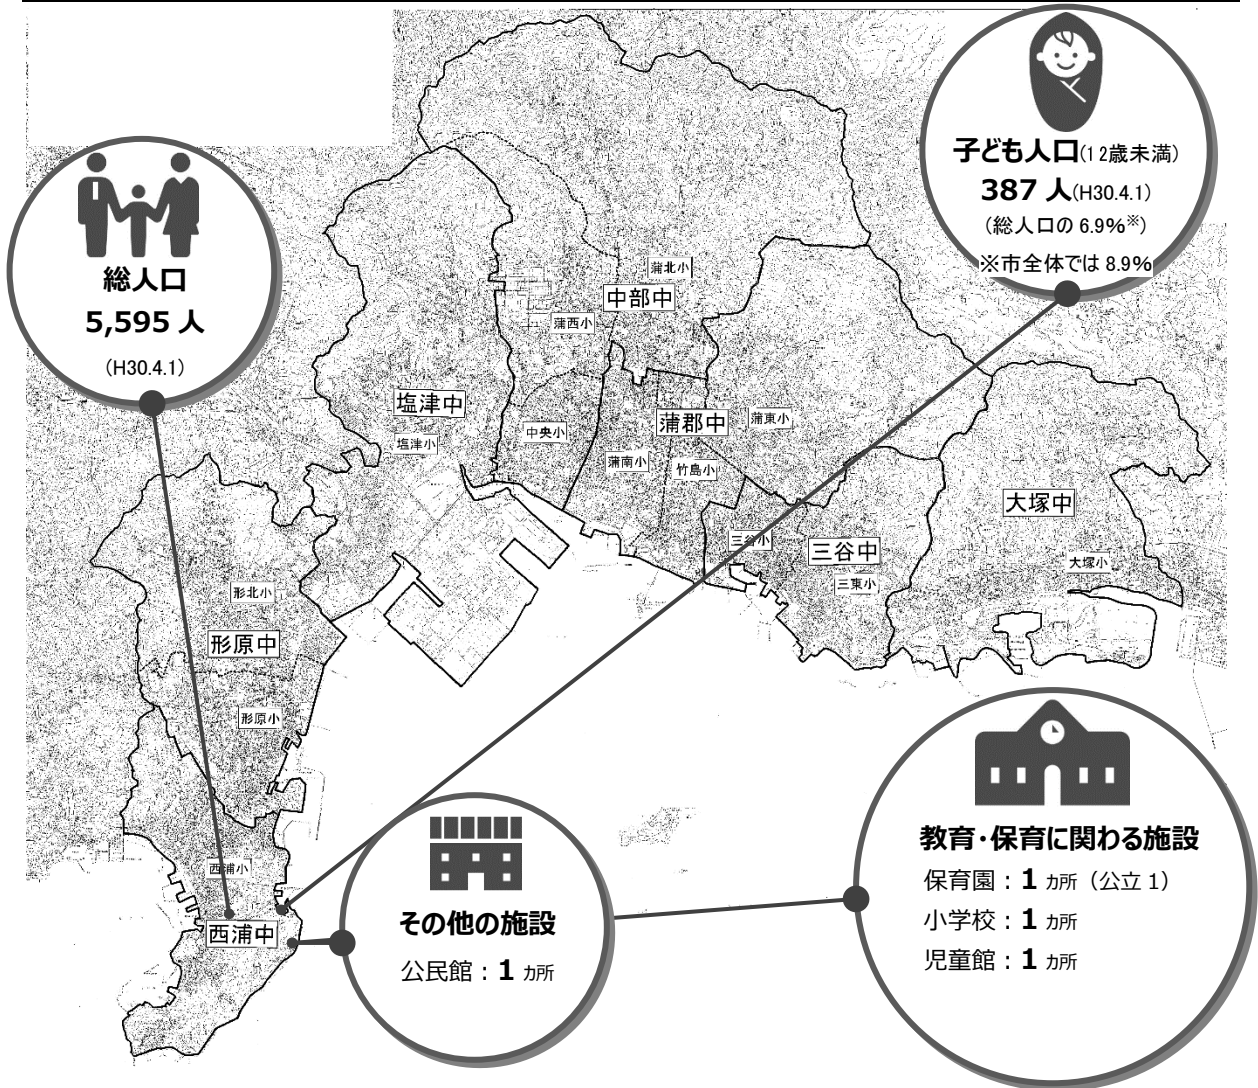 総人口
5,595 人
(H30.4.1)
子ども人口(12歳未満)
387 人(H30.4.1)
(総人口の 6.9%※)
※市全体では 8.9%
蒲北小
中部中
蒲西小
塩津中
塩津小
中央小
蒲郡中
蒲東小
蒲南小
竹島小
大塚中
大塚小
三谷小
三谷中
三東小
形北小
形原中
形原小
西浦小
西浦中
その他の施設
公民館：1 カ所
教育・保育に関わる施設
保育園：1 カ所（公立 1）
小学校：1 カ所
児童館：1 カ所